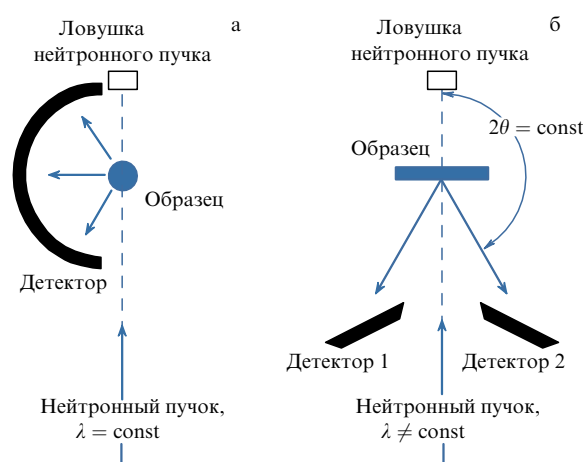 а
Ловушка
нейтронного пучка
Образец
Детектор
Нейтронный пучок,
λ = const
б
Ловушка
нейтронного пучка
2θ = const
Образец
Детектор 1
Детектор 2
Нейтронный пучок,
λ ≠ const